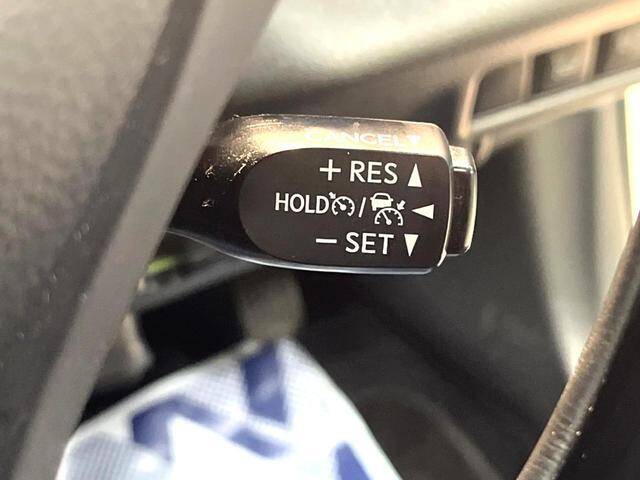 CANCEL
+ RES ▲
HOLD / ◀
− SET ▼